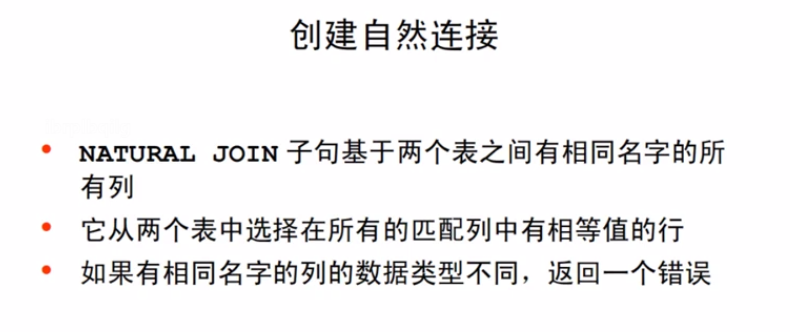 创建自然连接
• NATURAL JOIN 子句基于两个表之间有相同名字的所
有列
• 它从两个表中选择在所有的匹配列中有相等值的行
• 如果有相同名字的列的数据类型不同，返回一个错误